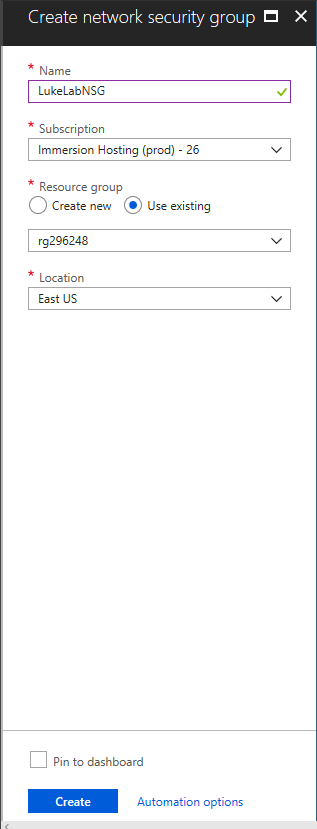 Create network security group
* Name
LukeLabNSG
* Subscription
Immersion Hosting (prod) - 26
* Resource group
Create new Use existing
rg296248
* Location
East US
Pin to dashboard
Create Automation options